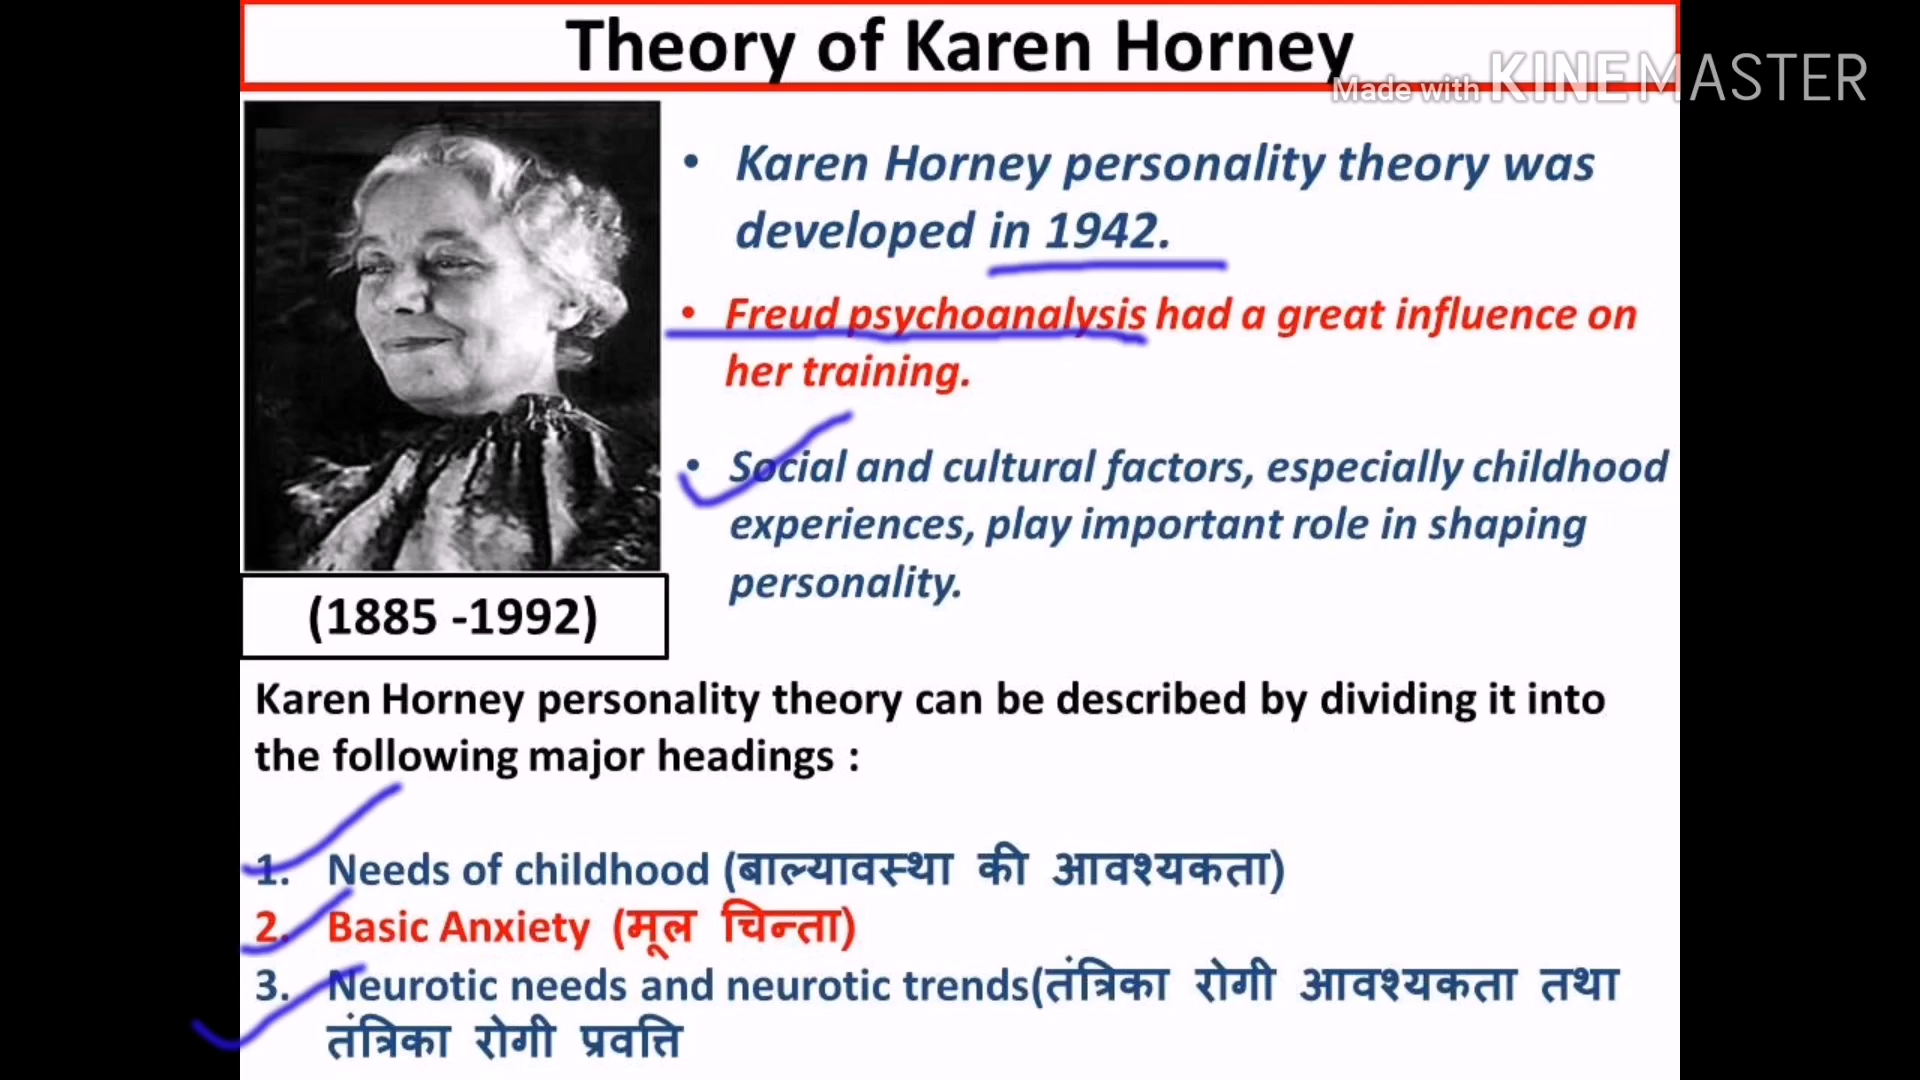 Theory of Karen Horney
Made with KINEMASTER
• Karen Horney personality theory was
developed in 1942.
• Freud psychoanalysis had a great influence on
her training.
• Social and cultural factors, especially childhood
experiences, play important role in shaping
personality.
(1885 -1992)
Karen Horney personality theory can be described by dividing it into
the following major headings :
1. Needs of childhood (बाल्यावस्था की आवश्यकता)
2. Basic Anxiety (मूल चिन्ता)
3. Neurotic needs and neurotic trends(तंत्रिका रोगी आवश्यकता तथा
तंत्रिका रोगी प्रवत्ति